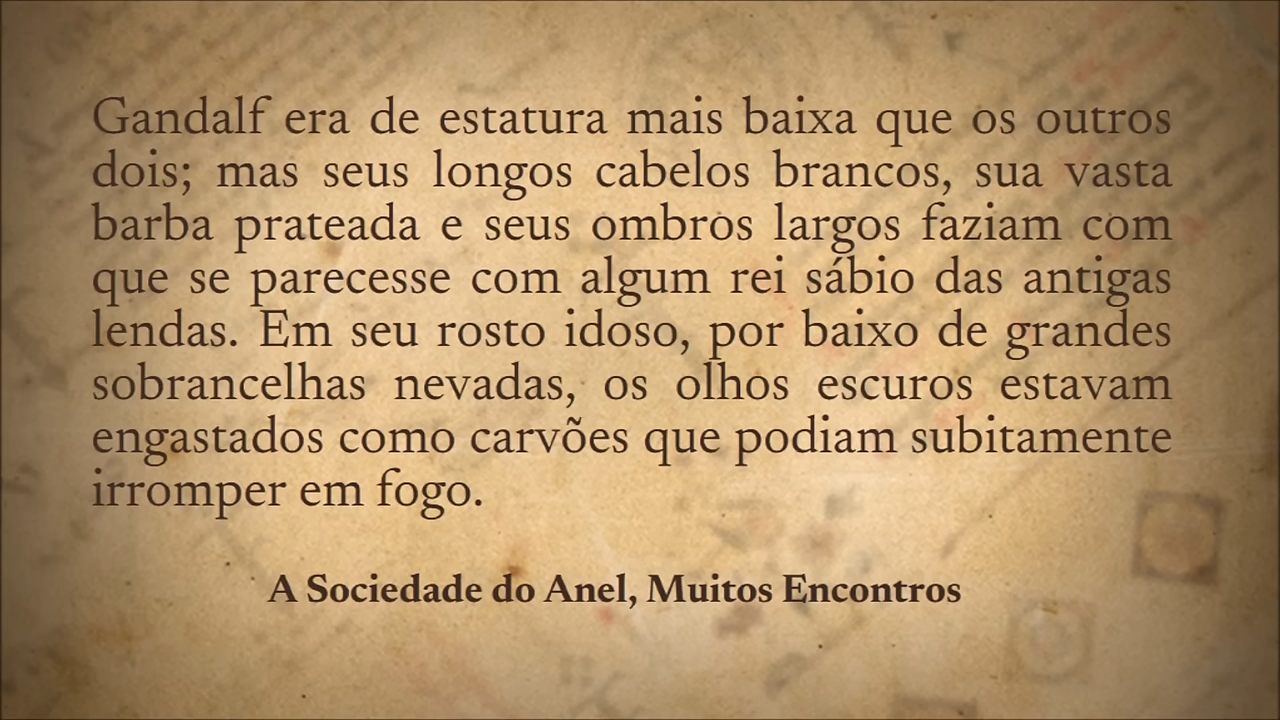 Gandalf era de estatura mais baixa que os outros
dois; mas seus longos cabelos brancos, sua vasta
barba prateada e seus ombros largos faziam com
que se parecesse com algum rei sábio das antigas
lendas. Em seu rosto idoso, por baixo de grandes
sobrancelhas nevadas, os olhos escuros estavam
engastados como carvões que podiam subitamente
irromper em fogo.
A Sociedade do Anel, Muitos Encontros